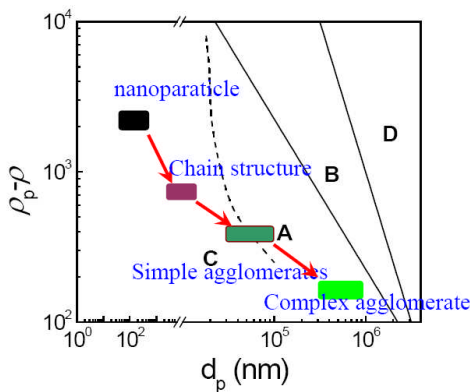 10⁴
nanoparaticle
D
10³
Chain structure
B
ρₚ-ρ
A
C
Simple agglomerates
Complex agglomerate
10²
10⁰ 10² 10⁵ 10⁶
dₚ (nm)